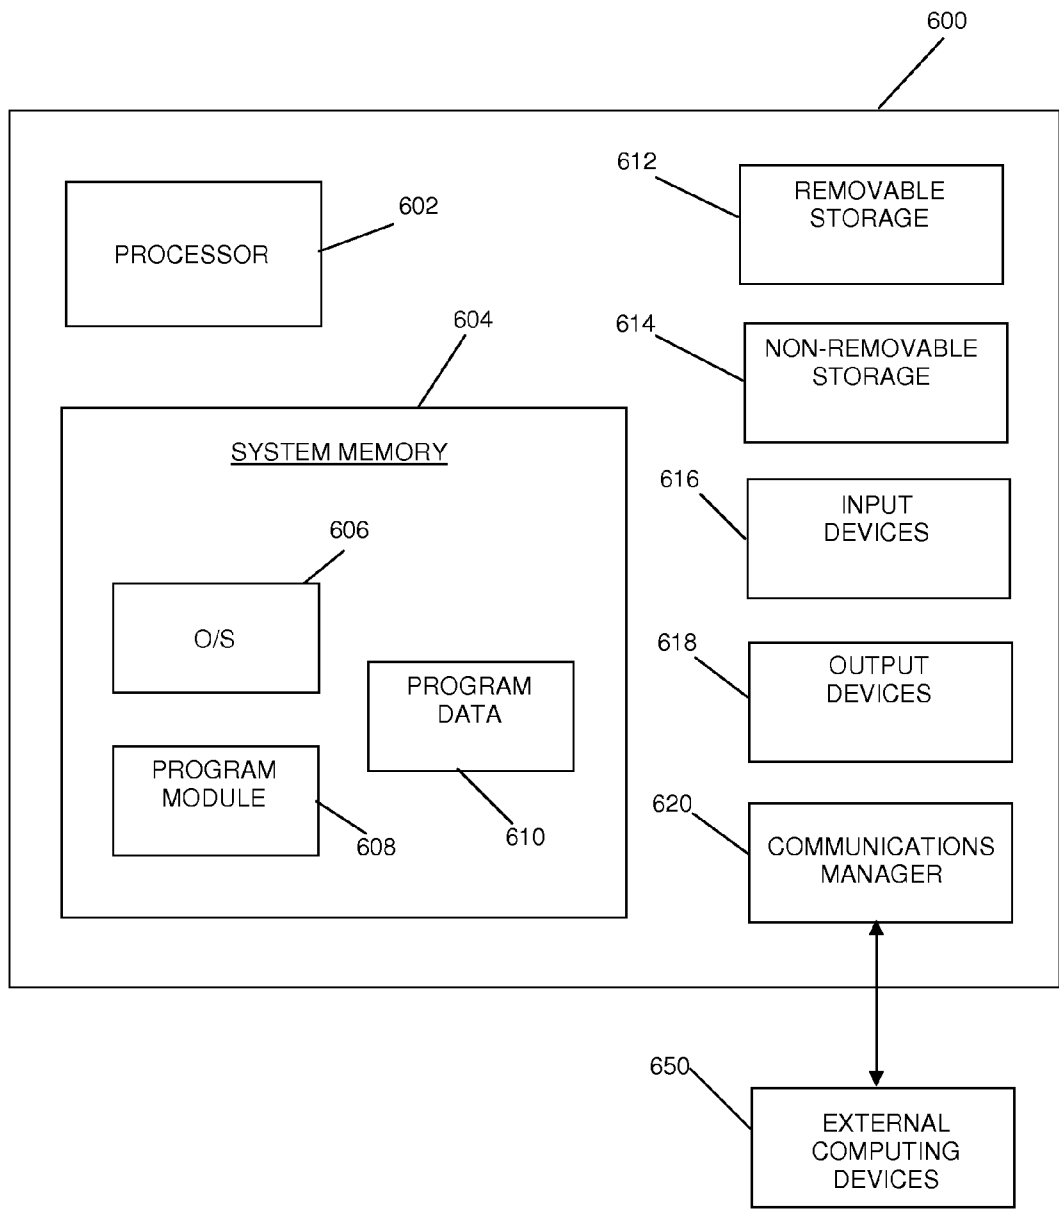 600
612
REMOVABLE
STORAGE
602
PROCESSOR
604
614
NON-REMOVABLE
STORAGE
SYSTEM MEMORY
616
INPUT
DEVICES
606
O/S
618
OUTPUT
DEVICES
PROGRAM
DATA
PROGRAM
MODULE
608
610
620
COMMUNICATIONS
MANAGER
650
EXTERNAL
COMPUTING
DEVICES